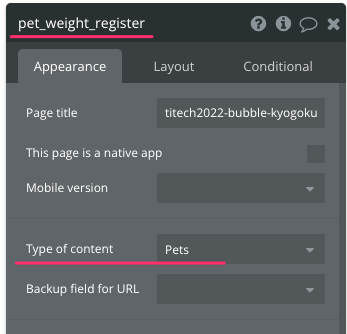 pet_weight_register
Appearance Layout Conditional
Page title titech2022-bubble-kyogoku
This page is a native app
Mobile version
Type of content Pets
Backup field for URL